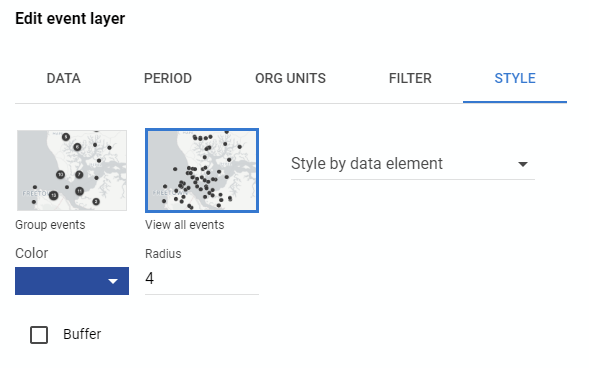 Edit event layer
DATA PERIOD ORG UNITS FILTER STYLE
Style by data element
Group events View all events
Color Radius
4
Buffer